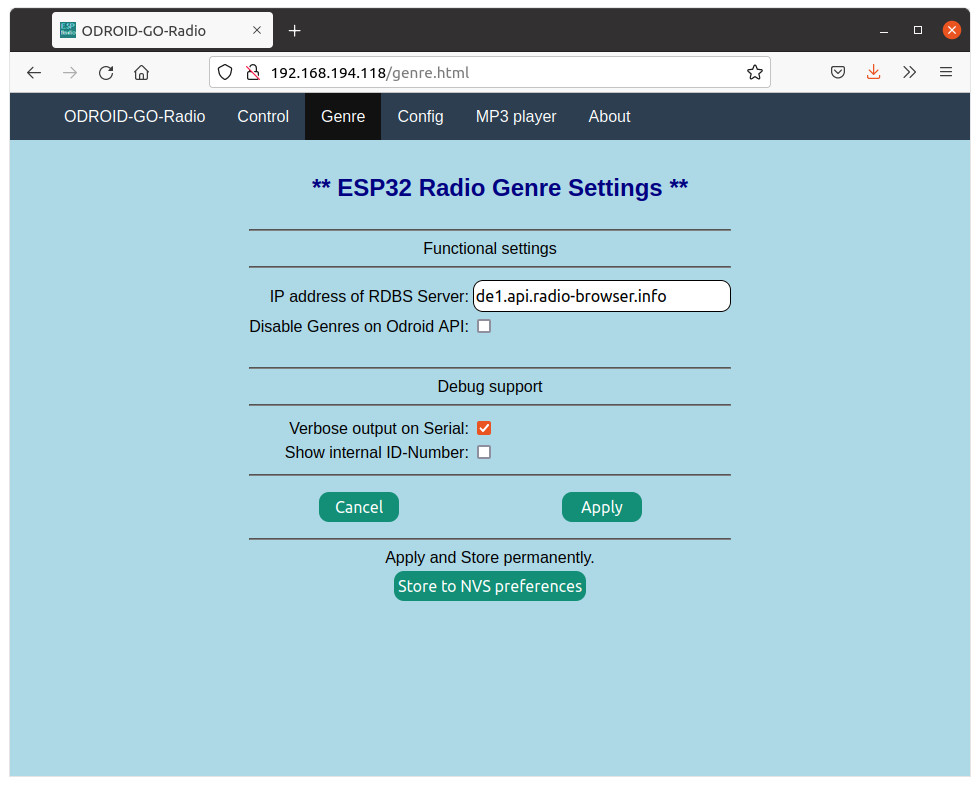 ODROID-GO-Radio
192.168.194.118/genre.html
ODROID-GO-Radio Control Genre Config MP3 player About
** ESP32 Radio Genre Settings **
Functional settings
IP address of RDBS Server: de1.api.radio-browser.info
Disable Genres on Odroid API:
Debug support
Verbose output on Serial:
Show internal ID-Number:
Cancel Apply
Apply and Store permanently.
Store to NVS preferences